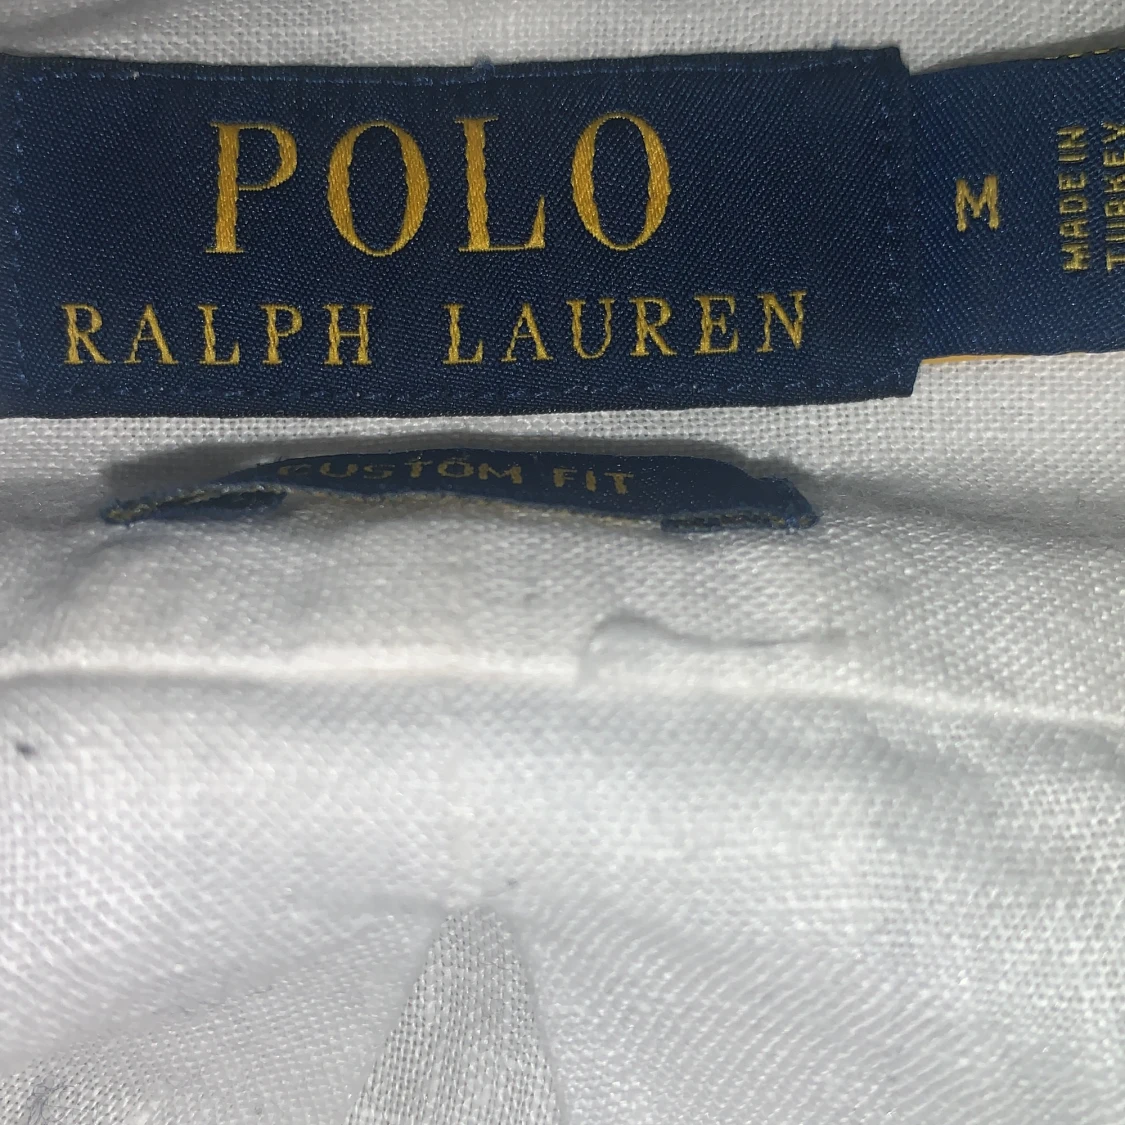 POLO
RALPH LAUREN
M
MADE IN
TURKEY
CUSTOM FIT